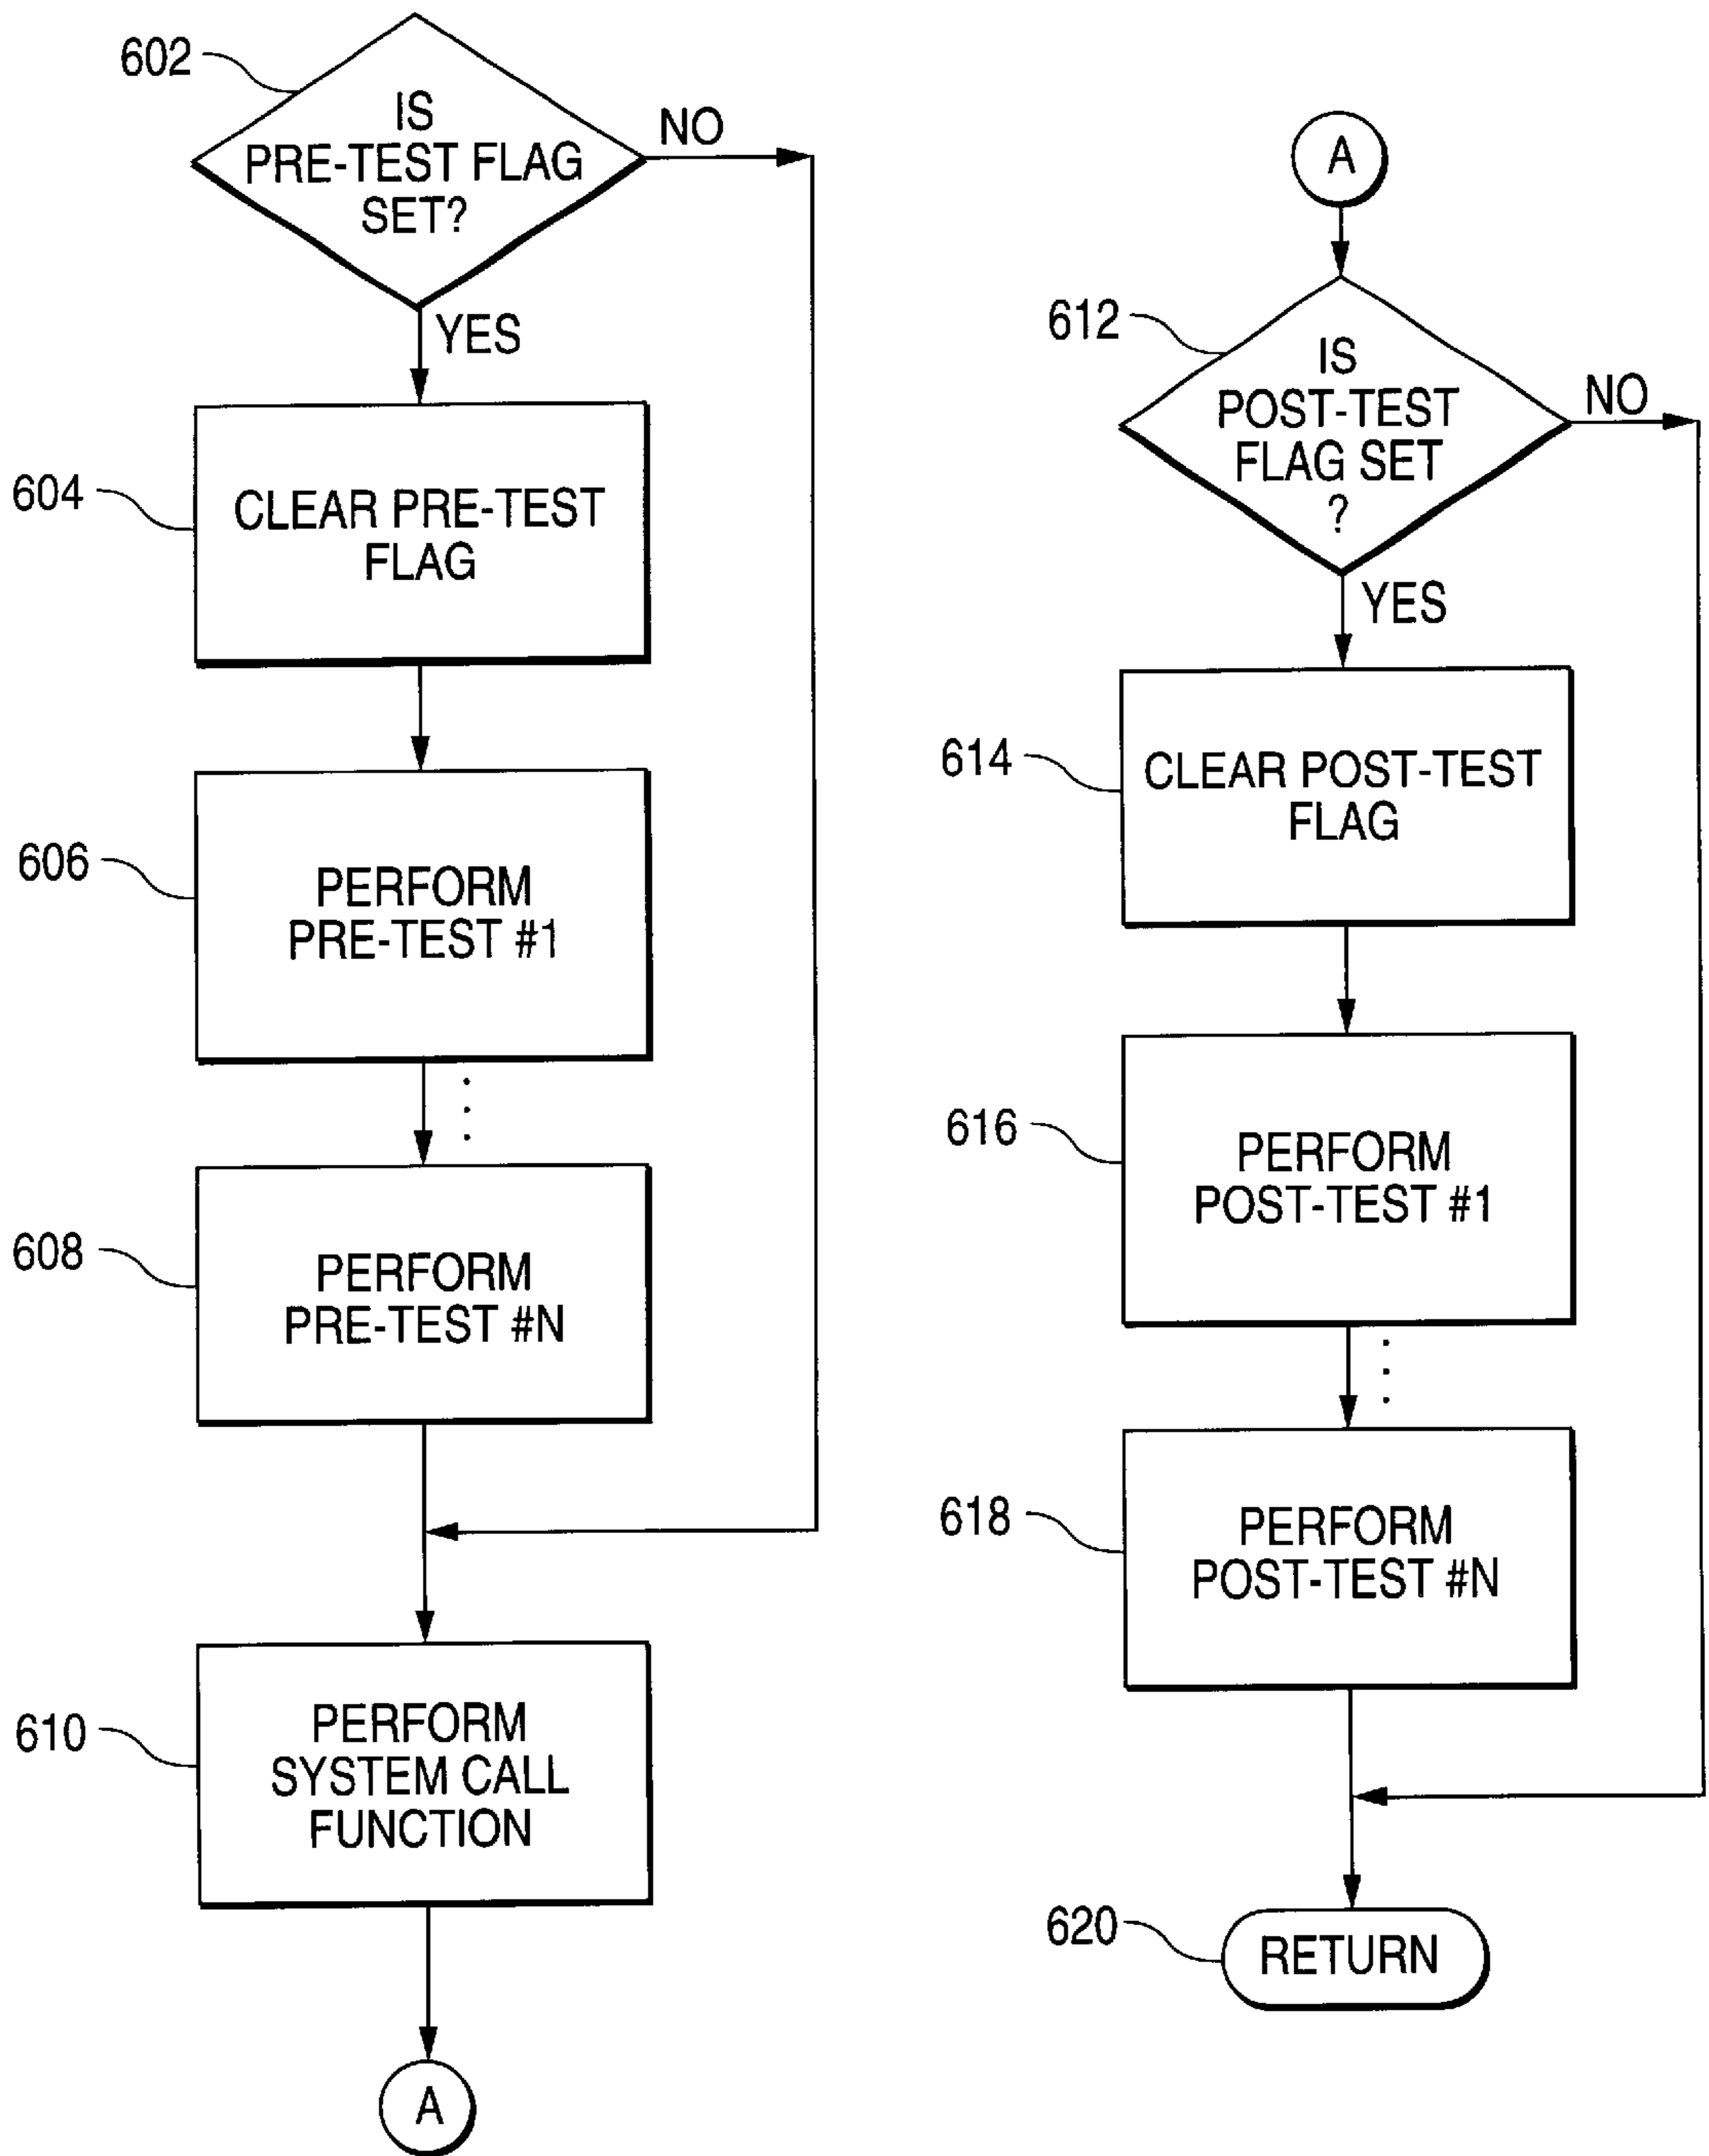 602
IS
PRE-TEST FLAG
SET?
NO
YES
604
CLEAR PRE-TEST
FLAG
606
PERFORM
PRE-TEST #1
608
PERFORM
PRE-TEST #N
610
PERFORM
SYSTEM CALL
FUNCTION
A
A
612
IS
POST-TEST
FLAG SET
?
NO
YES
614
CLEAR POST-TEST
FLAG
616
PERFORM
POST-TEST #1
618
PERFORM
POST-TEST #N
620
RETURN